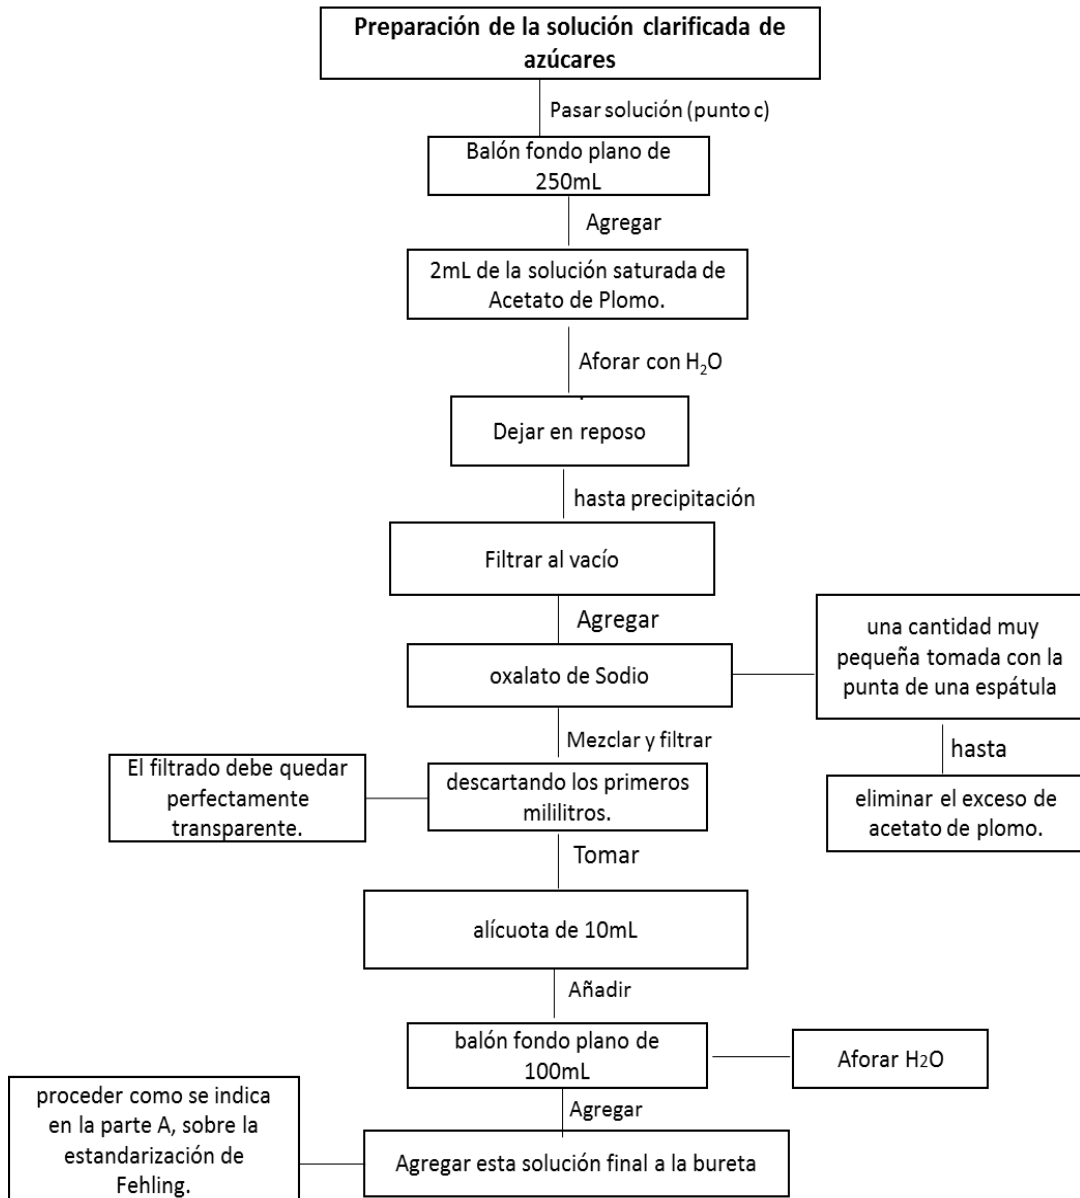 Preparación de la solución clarificada de
azúcares
Pasar solución (punto c)
Balón fondo plano de
250mL
Agregar
2mL de la solución saturada de
Acetato de Plomo.
Aforar con H₂O
Dejar en reposo
hasta precipitación
Filtrar al vacío
Agregar
oxalato de Sodio
una cantidad muy
pequeña tomada con la
punta de una espátula
hasta
eliminar el exceso de
acetato de plomo.
Mezclar y filtrar
descartando los primeros
mililitros.
El filtrado debe quedar
perfectamente
transparente.
Tomar
alícuota de 10mL
Añadir
balón fondo plano de
100mL
Aforar H2O
Agregar
Agregar esta solución final a la bureta
proceder como se indica
en la parte A, sobre la
estandarización de
Fehling.